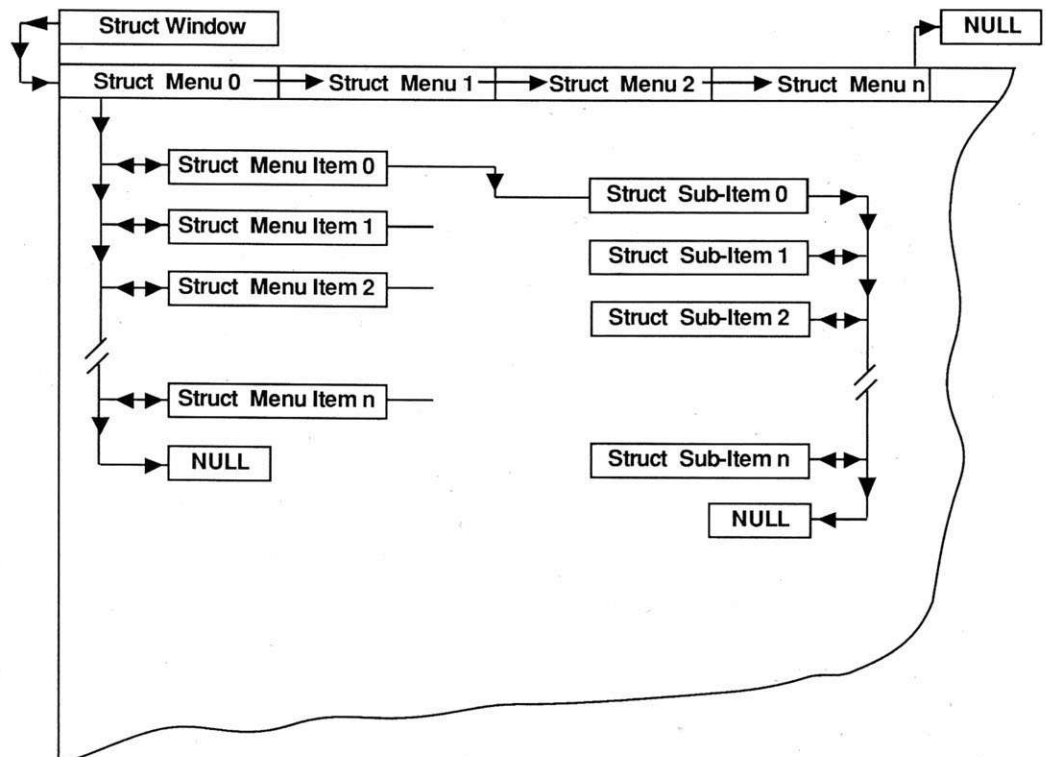 Struct Window
NULL
Struct Menu 0
Struct Menu 1
Struct Menu 2
Struct Menu n
Struct Menu Item 0
Struct Sub-Item 0
Struct Menu Item 1
Struct Sub-Item 1
Struct Menu Item 2
Struct Sub-Item 2
Struct Menu Item n
NULL
Struct Sub-Item n
NULL